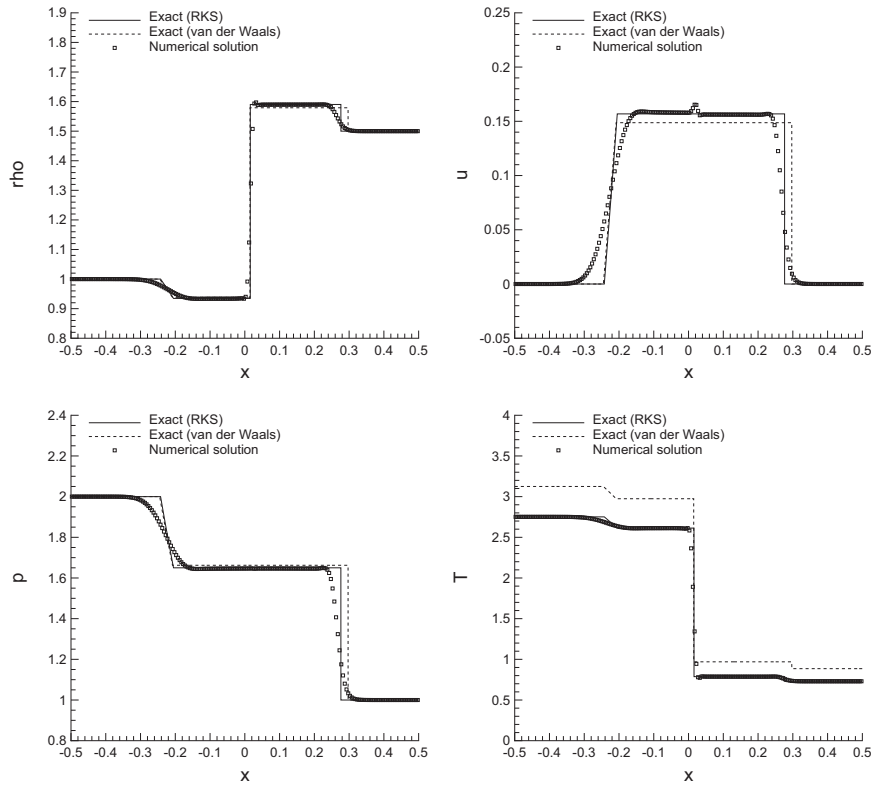 1.9
1.8
1.7
1.6
1.5
1.4
1.3
1.2
1.1
1
0.9
0.8
rho
Exact (RKS)
Exact (van der Waals)
Numerical solution
-0.5 -0.4 -0.3 -0.2 -0.1 0 0.1 0.2 0.3 0.4 0.5
x
0.25
0.2
0.15
0.1
0.05
0
-0.05
u
Exact (RKS)
Exact (van der Waals)
Numerical solution
-0.5 -0.4 -0.3 -0.2 -0.1 0 0.1 0.2 0.3 0.4 0.5
x
2.4
2.2
2
1.8
1.6
1.4
1.2
1
0.8
p
Exact (RKS)
Exact (van der Waals)
Numerical solution
-0.5 -0.4 -0.3 -0.2 -0.1 0 0.1 0.2 0.3 0.4 0.5
x
4
3.5
3
2.5
2
1.5
1
0.5
0
T
Exact (RKS)
Exact (van der Waals)
Numerical solution
-0.5 -0.4 -0.3 -0.2 -0.1 0 0.1 0.2 0.3 0.4 0.5
x